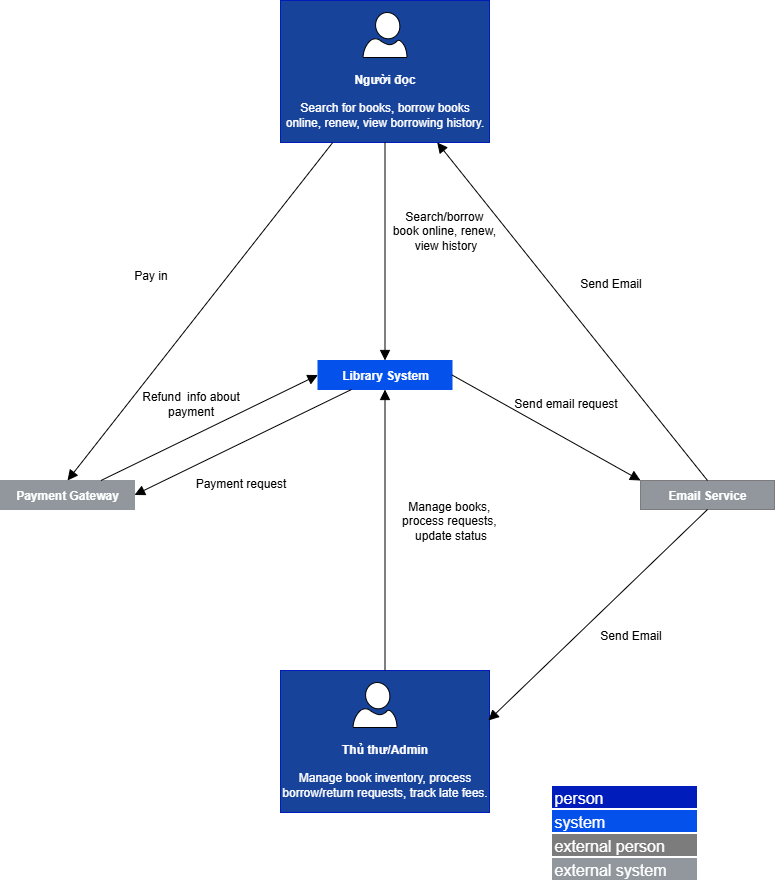 Người đọc
Search for books, borrow books
online, renew, view borrowing history.
Search/borrow
book online, renew,
view history
Pay in
Send Email
Library System
Refund  info about
payment
Send email request
Payment request
Payment Gateway
Email Service
Manage books,
process requests,
update status
Send Email
Thủ thư/Admin
Manage book inventory, process
borrow/return requests, track late fees.
person
system
external person
external system